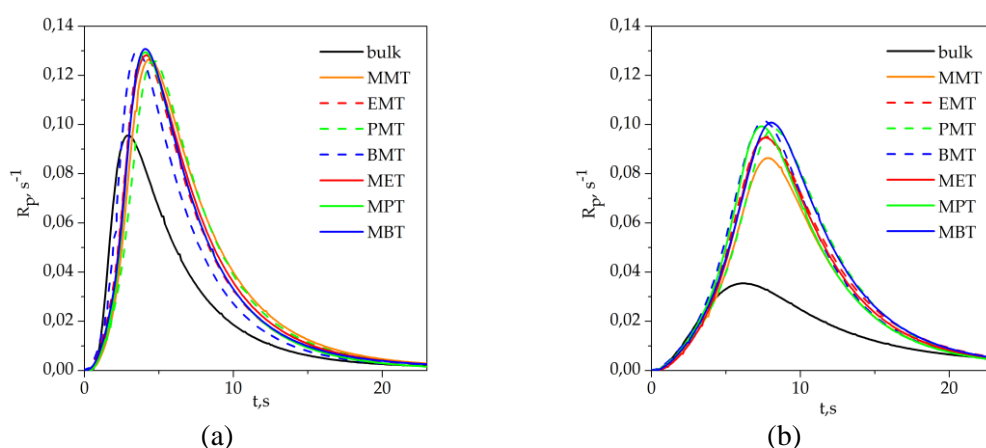 0,14
0,12
0,10
0,08
0,06
0,04
0,02
0,00
Rp, s-1
0
10
20
t,s
bulk
MMT
EMT
PMT
BMT
MET
MPT
MBT
(a)
0,14
0,12
0,10
0,08
0,06
0,04
0,02
0,00
Rp, s-1
0
10
20
t,s
bulk
MMT
EMT
PMT
BMT
MET
MPT
MBT
(b)